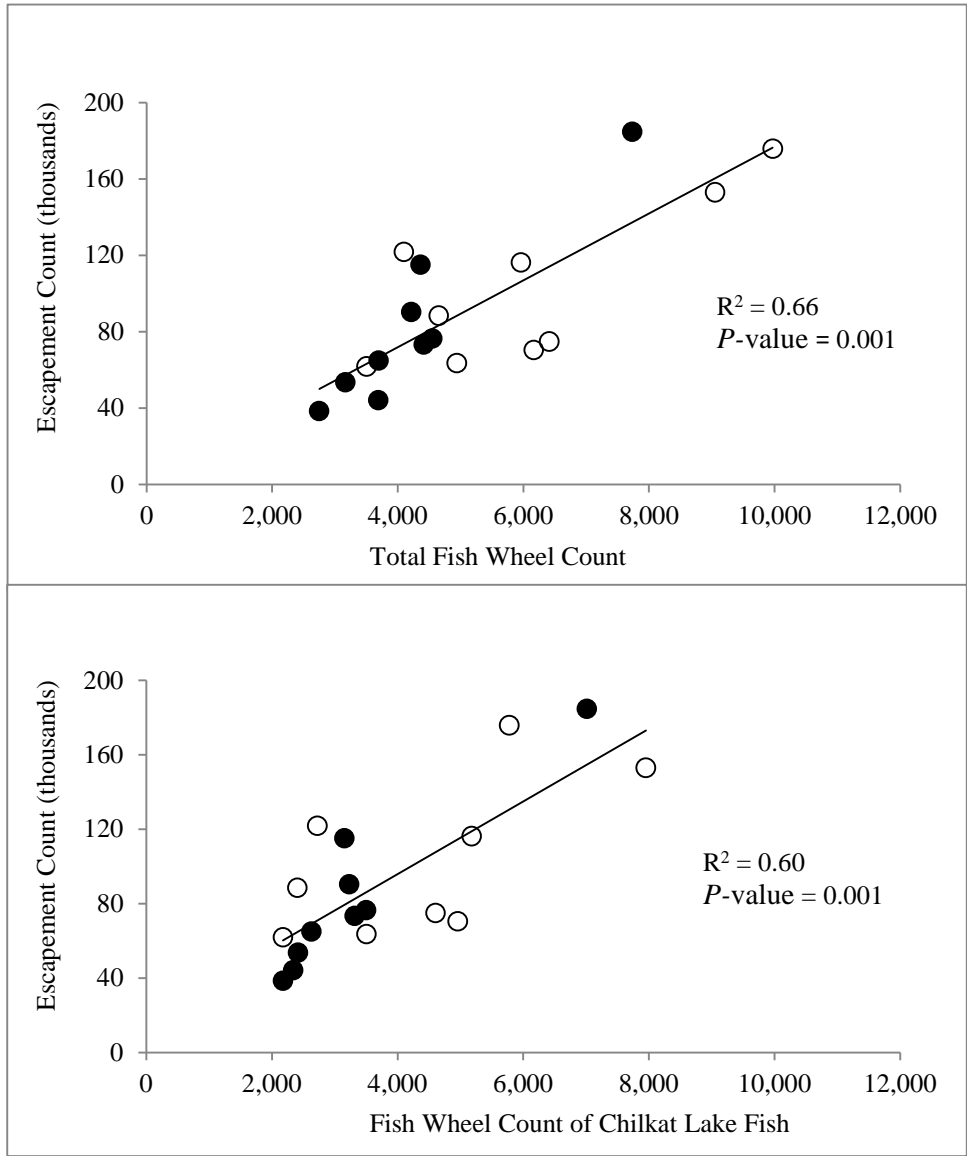 Escapement Count (thousands)
200
160
120
80
40
0
0 2,000 4,000 6,000 8,000 10,000 12,000
Total Fish Wheel Count
R² = 0.66
P-value = 0.001
Escapement Count (thousands)
200
160
120
80
40
0
0 2,000 4,000 6,000 8,000 10,000 12,000
Fish Wheel Count of Chilkat Lake Fish
R² = 0.60
P-value = 0.001